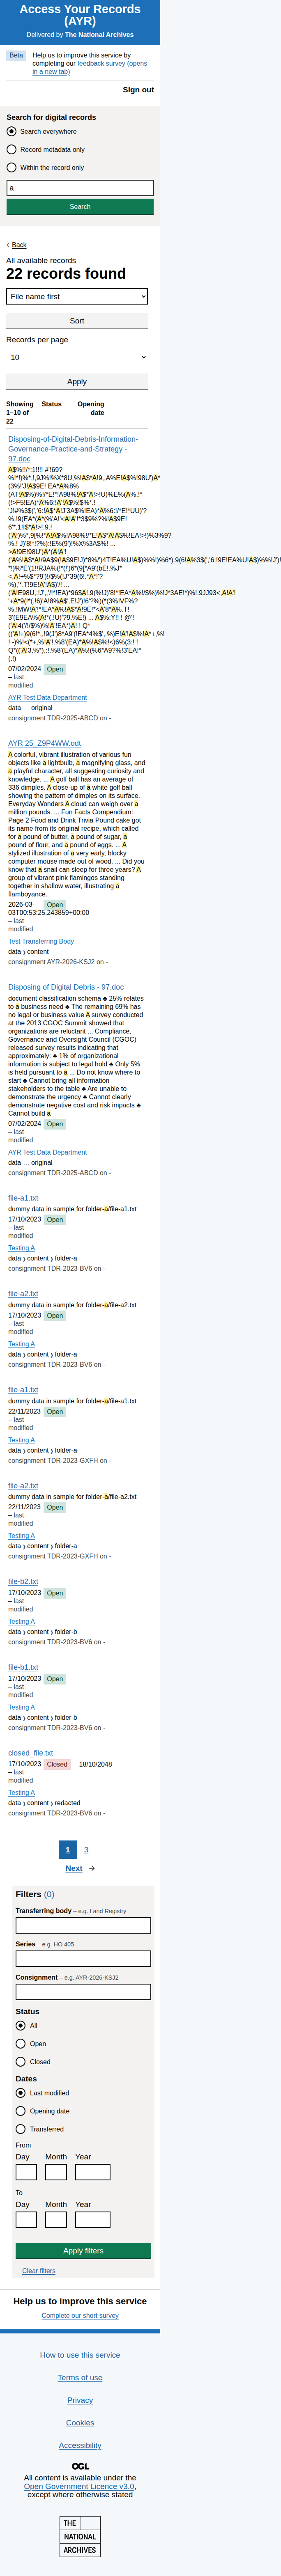 Access Your Records
(AYR)
Delivered by The National Archives
Beta
Help us to improve this service by
completing our feedback survey (opens
in a new tab)
Sign out
Search for digital records
Search everywhere
Record metadata only
Within the record only
a
Search
Back
All available records
22 records found
File name first
Sort
Records per page
10
Apply
Showing 1–10 of 22
Status
Opening date
Disposing-of-Digital-Debris-Information-
Governance-Practice-and-Strategy -
97.doc
07/02/2024
– last
modified
Open
AYR Test Data Department
data … original
consignment TDR-2025-ABCD on -
AYR 25_Z9P4WW.odt
A colorful, vibrant illustration of various fun
objects like a lightbulb, a magnifying glass, and
a playful character, all suggesting curiosity and
knowledge. ... A golf ball has an average of
336 dimples. A close-up of a white golf ball
showing the pattern of dimples on its surface.
Everyday Wonders A cloud can weigh over a
million pounds. ... Fun Facts Compendium:
Page 2 Food and Drink Trivia Pound cake got
its name from its original recipe, which called
for a pound of butter, a pound of sugar, a
pound of flour, and a pound of eggs. ... A
stylized illustration of a very early, blocky
computer mouse made out of wood. ... Did you
know that a snail can sleep for three years? A
group of vibrant pink flamingos standing
together in shallow water, illustrating a
flamboyance.
2026-03-
03T00:53:25.243859+00:00
– last
modified
Open
Test Transferring Body
data › content
consignment AYR-2026-KSJ2 on -
Disposing of Digital Debris - 97.doc
document classification schema ♣ 25% relates
to a business need ♣ The remaining 69% has
no legal or business value A survey conducted
at the 2013 CGOC Summit showed that
organizations are reluctant ... Compliance,
Governance and Oversight Council (CGOC)
released survey results indicating that
approximately: ♣ 1% of organizational
information is subject to legal hold ♣ Only 5%
is held pursuant to a ... Do not know where to
start ♣ Cannot bring all information
stakeholders to the table ♣ Are unable to
demonstrate the urgency ♣ Cannot clearly
demonstrate negative cost and risk impacts ♣
Cannot build a
07/02/2024
– last
modified
Open
AYR Test Data Department
data … original
consignment TDR-2025-ABCD on -
file-a1.txt
dummy data in sample for folder-a/file-a1.txt
17/10/2023
– last
modified
Open
Testing A
data › content › folder-a
consignment TDR-2023-BV6 on -
file-a2.txt
dummy data in sample for folder-a/file-a2.txt
17/10/2023
– last
modified
Open
Testing A
data › content › folder-a
consignment TDR-2023-BV6 on -
file-a1.txt
dummy data in sample for folder-a/file-a1.txt
22/11/2023
– last
modified
Open
Testing A
data › content › folder-a
consignment TDR-2023-GXFH on -
file-a2.txt
dummy data in sample for folder-a/file-a2.txt
22/11/2023
– last
modified
Open
Testing A
data › content › folder-a
consignment TDR-2023-GXFH on -
file-b2.txt
17/10/2023
– last
modified
Open
Testing A
data › content › folder-b
consignment TDR-2023-BV6 on -
file-b1.txt
17/10/2023
– last
modified
Open
Testing A
data › content › folder-b
consignment TDR-2023-BV6 on -
closed_file.txt
17/10/2023
– last
modified
Closed
18/10/2048
Testing A
data › content › redacted
consignment TDR-2023-BV6 on -
1 3
Next →
Filters (0)
Transferring body – e.g. Land Registry
Series – e.g. HO 405
Consignment – e.g. AYR-2026-KSJ2
Status
All
Open
Closed
Dates
Last modified
Opening date
Transferred
From
Day Month Year
To
Day Month Year
Apply filters
Clear filters
Help us to improve this service
Complete our short survey
How to use this service
Terms of use
Privacy
Cookies
Accessibility
OGL
All content is available under the
Open Government Licence v3.0,
except where otherwise stated
THE
NATIONAL
ARCHIVES